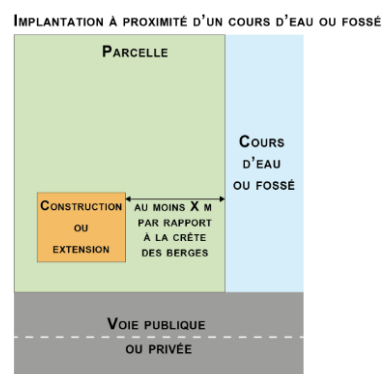 Implantation à proximité d'un cours d'eau ou fossé
Parcelle
Cours
d'eau
ou fossé
Construction
ou
extension
au moins X m
par rapport
à la crête
des berges
Voie publique
ou privée